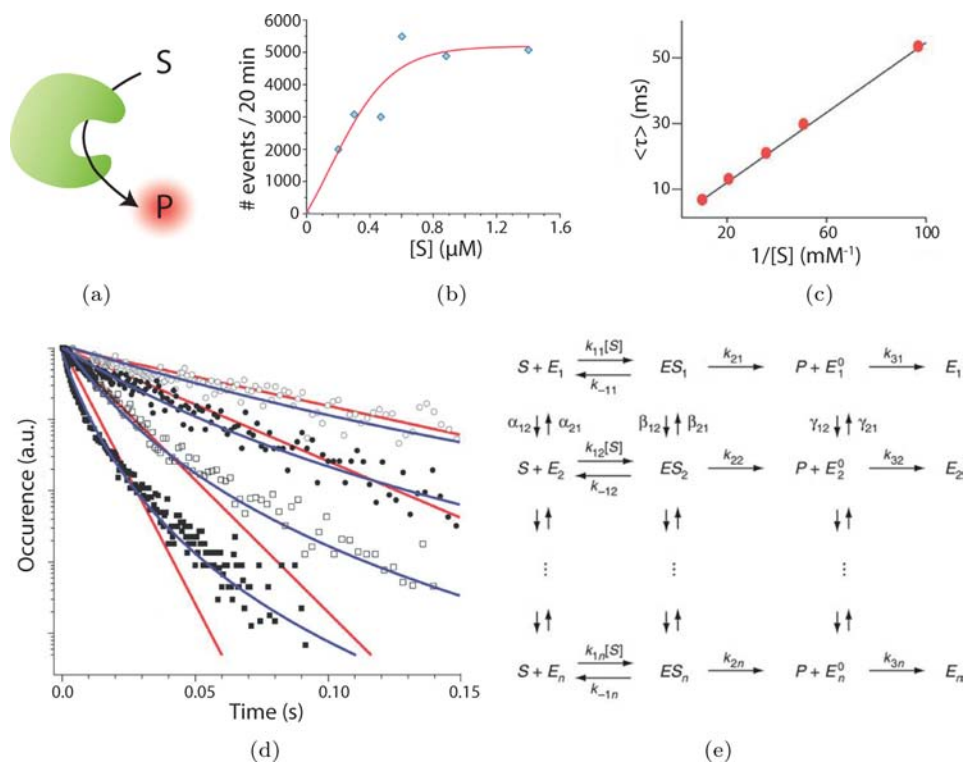 S
P
(a)
# events / 20 min
6000
5000
4000
3000
2000
1000
0
0 0.4 0.8 1.2 1.6
[S] (μM)
(b)
<τ> (ms)
50
30
10
20 60 100
1/[S] (mM⁻¹)
(c)
Occurence (a.u.)
0.0 0.05 0.10 0.15
Time (s)
(d)
k₁₁[S] k₂₁ k₃₁
S + E₁ ES₁ P + E₁⁰ E₁
k₋₁₁
α₁₂ α₂₁ β₁₂ β₂₁ γ₁₂ γ₂₁
k₁₂[S] k₂₂ k₃₂
S + E₂ ES₂ P + E₂⁰ E₂
k₋₁₂
⋮ ⋮ ⋮
k₁ₙ[S] k₂ₙ k₃ₙ
S + Eₙ ESₙ P + Eₙ⁰ Eₙ
k₋₁ₙ
(e)